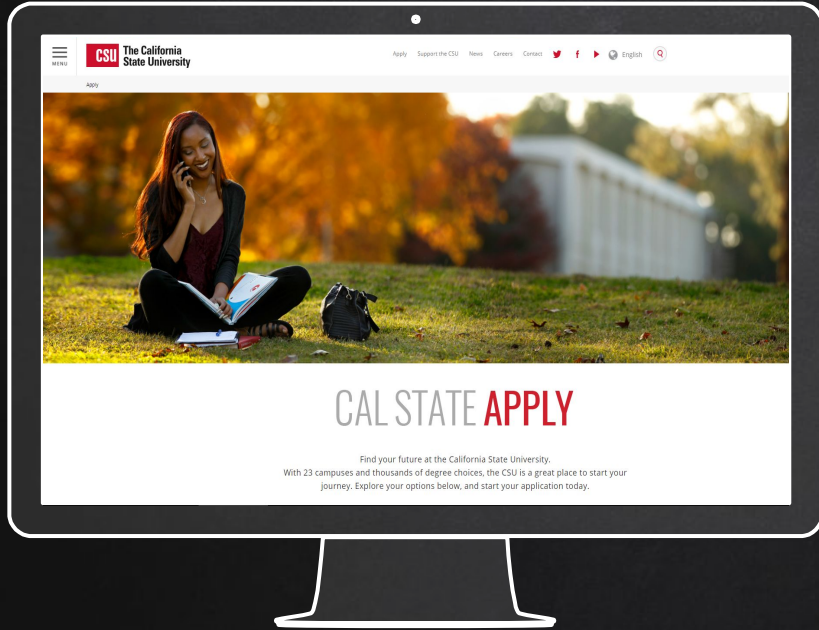 MENU
CSU The California
State University
Apply Support the CSU News Careers Contact English
Apply
CAL STATE APPLY
Find your future at the California State University.
With 23 campuses and thousands of degree choices, the CSU is a great place to start your
journey. Explore your options below, and start your application today.